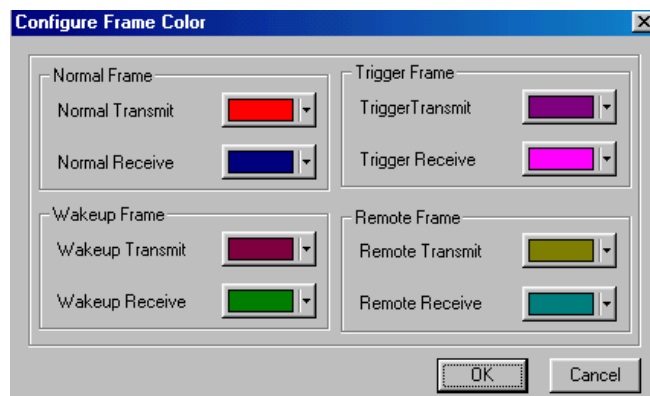 Configure Frame Color
Normal Frame
Normal Transmit
Normal Receive
Trigger Frame
TriggerTransmit
Trigger Receive
Wakeup Frame
Wakeup Transmit
Wakeup Receive
Remote Frame
Remote Transmit
Remote Receive
OK
Cancel